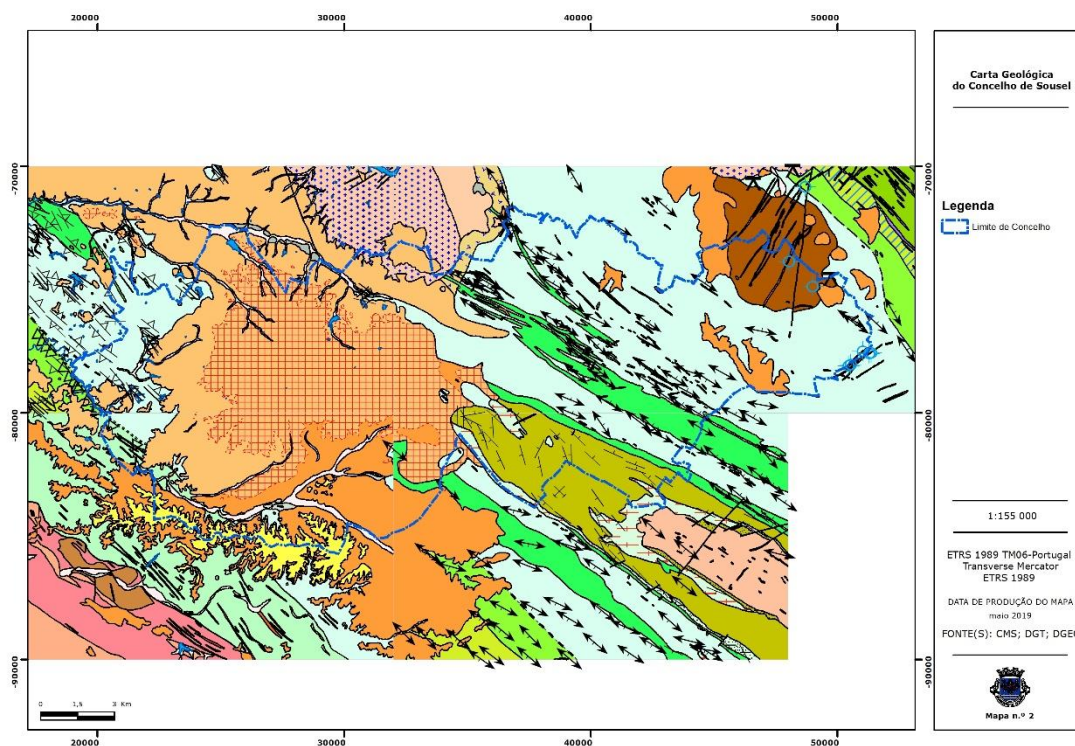 20000 30000 40000 50000
-70000 -70000
-80000 -80000
-90000 -90000
0 1,5 3 Km
20000 30000 40000 50000
Carta Geológica
do Concelho de Sousel
Legenda
Limite de Concelho
1:155 000
ETRS 1989 TM06-Portugal
Transverse Mercator
ETRS 1989
DATA DE PRODUÇÃO DO MAPA
maio 2019
FONTE(S): CMS; DGT; DGEG
Mapa n.º 2